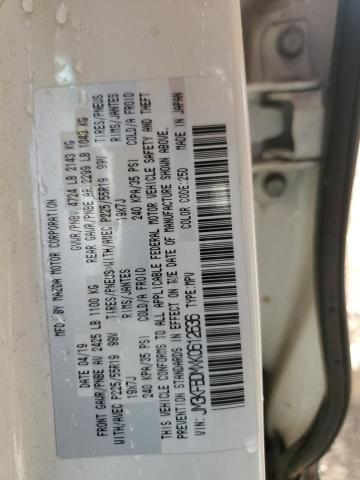 MFD. BY MAZDA MOTOR CORPORATION
GVWR/PNBV 4724 LB 2143 KG
DATE 04/19
FRONT GAWR/PNBE AV 2425 LB 1100 KG
REAR GAWR/PNBE AR 2299 LB 1043 KG
TIRES/PNEUS
WITH/AVEC P225/55R19 99V
RIMS/JANTES
19X7J
COLD/A FROID
240 KPA/35 PSI
TIRES/PNEUS
WITH/AVEC P225/55R19 99V
RIMS/JANTES
19X7J
COLD/A FROID
240 KPA/35 PSI
THIS VEHICLE CONFORMS TO ALL APPLICABLE FEDERAL MOTOR VEHICLE SAFETY AND THEFT
PREVENTION STANDARDS IN EFFECT ON THE DATE OF MANUFACTURE SHOWN ABOVE.
MADE IN JAPAN
COLOR CODE: 25D
VIN: TYPE: MPV